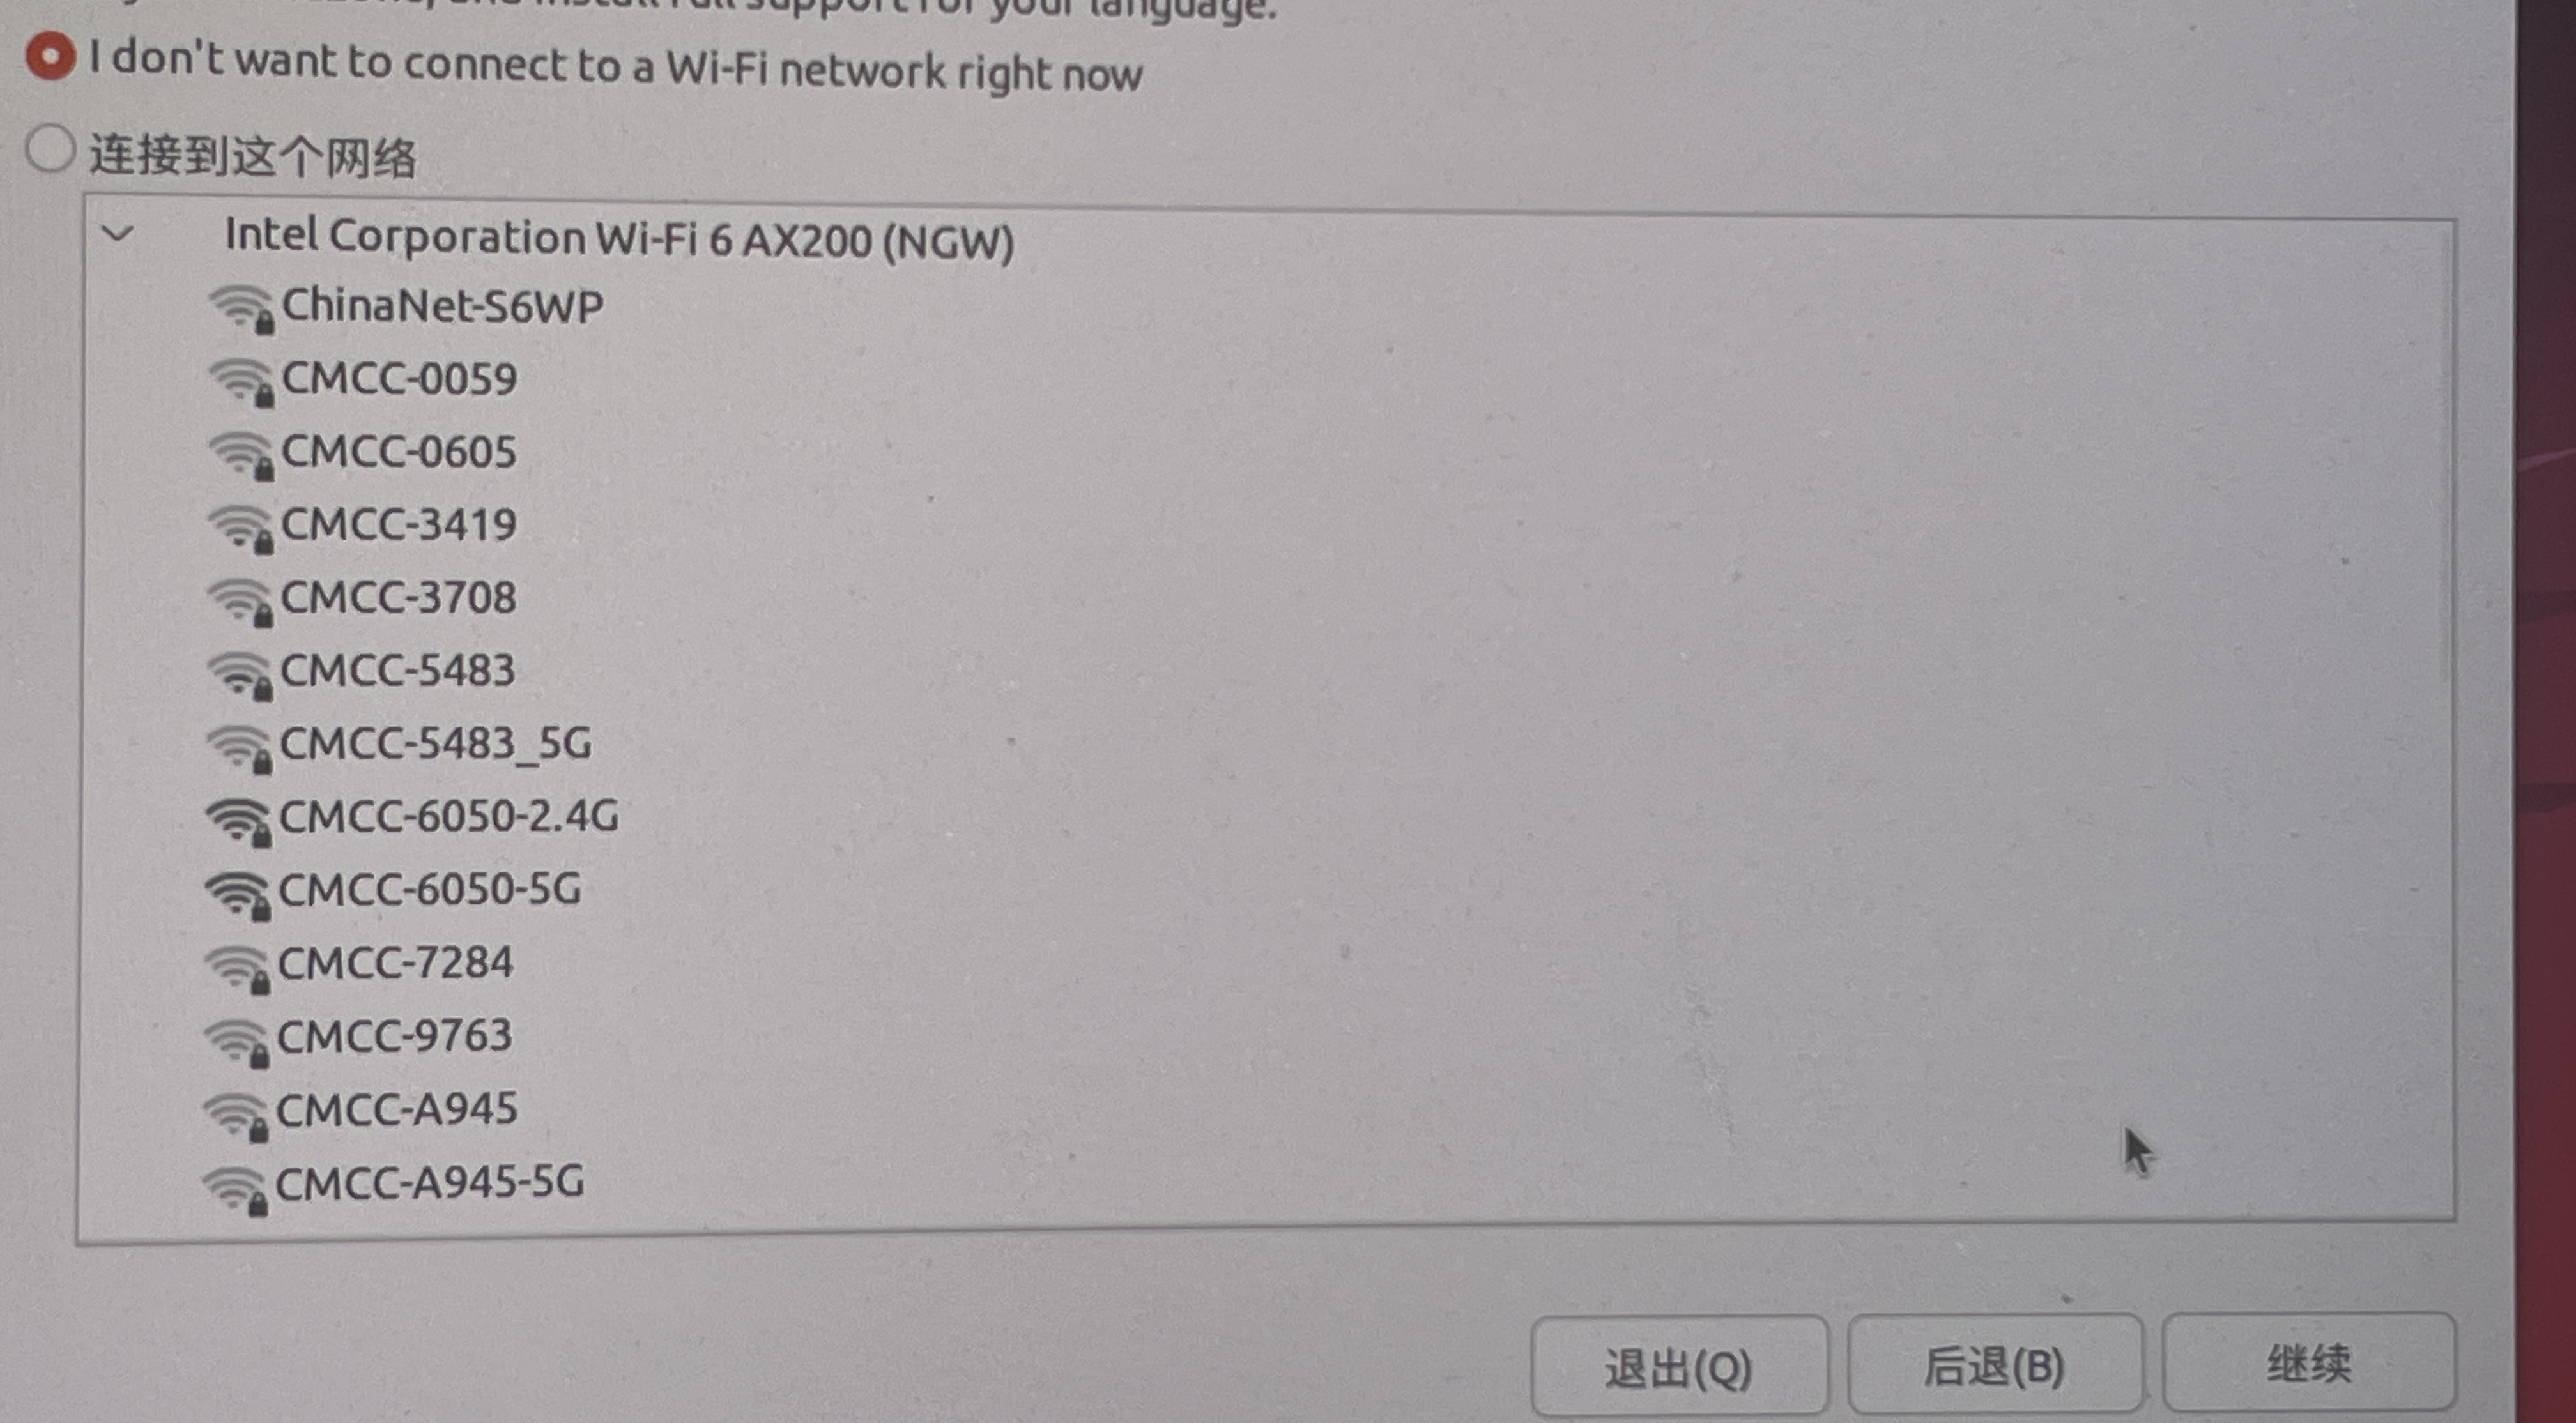 install full support for your language.
I don't want to connect to a Wi-Fi network right now
连接到这个网络
Intel Corporation Wi-Fi 6 AX200 (NGW)
ChinaNet-S6WP
CMCC-0059
CMCC-0605
CMCC-3419
CMCC-3708
CMCC-5483
CMCC-5483_5G
CMCC-6050-2.4G
CMCC-6050-5G
CMCC-7284
CMCC-9763
CMCC-A945
CMCC-A945-5G
退出(Q)
后退(B)
继续